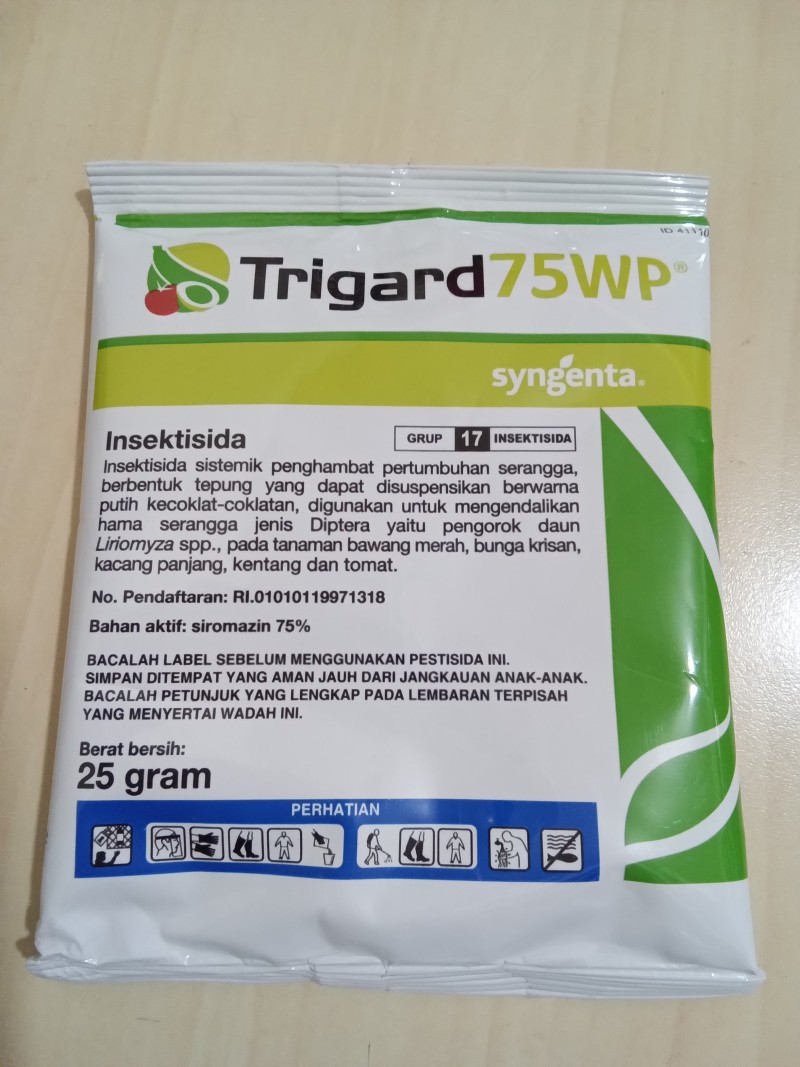 ID 41110
Trigard75WP®
syngenta.
Insektisida
GRUP 17 INSEKTISIDA
Insektisida sistemik penghambat pertumbuhan serangga,
berbentuk tepung yang dapat disuspensikan berwarna
putih kecoklat-coklatan, digunakan untuk mengendalikan
hama serangga jenis Diptera yaitu pengorok daun
Liriomyza spp., pada tanaman bawang merah, bunga krisan,
kacang panjang, kentang dan tomat.
No. Pendaftaran: RI.01010119971318
Bahan aktif: siromazin 75%
BACALAH LABEL SEBELUM MENGGUNAKAN PESTISIDA INI.
SIMPAN DITEMPAT YANG AMAN JAUH DARI JANGKAUAN ANAK-ANAK.
BACALAH PETUNJUK YANG LENGKAP PADA LEMBARAN TERPISAH
YANG MENYERTAI WADAH INI.
Berat bersih:
25 gram
PERHATIAN